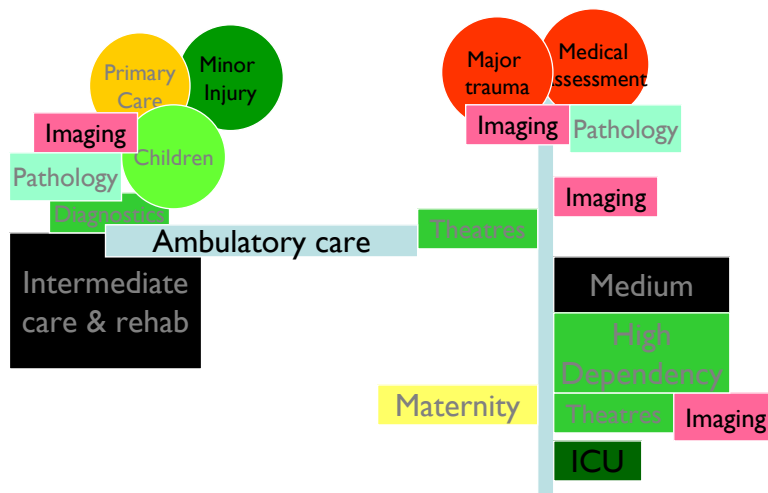 Primary
Care
Minor
Injury
Imaging
Children
Pathology
Diagnostics
Ambulatory care
Intermediate
care & rehab
Major
trauma
Medical
assessment
Imaging
Pathology
Imaging
Theatres
Medium
High
Dependency
Maternity
Theatres
Imaging
ICU